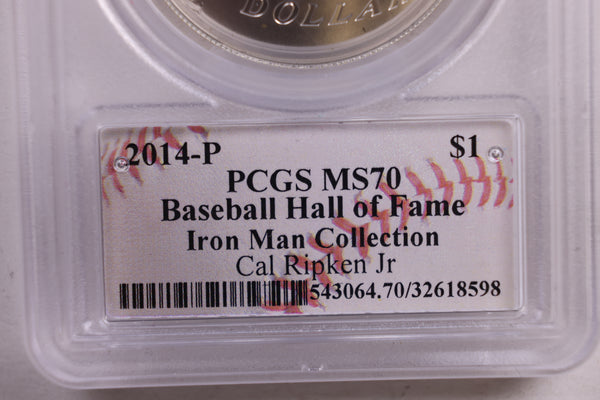 DOLLAR
2014-P $1
PCGS MS70
Baseball Hall of Fame
Iron Man Collection
Cal Ripken Jr
543064.70/32618598